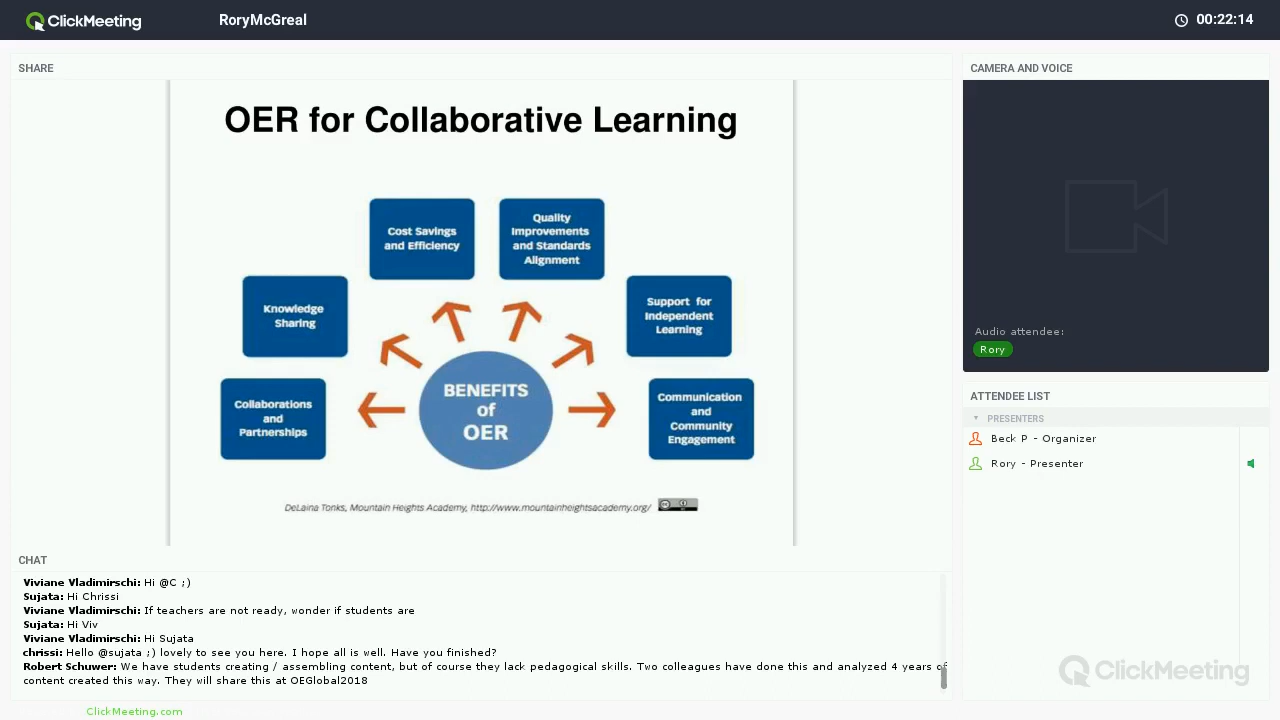 ClickMeeting
RoryMcGreal
00:22:14
SHARE
OER for Collaborative Learning
Cost Savings
and Efficiency
Quality
Improvements
and Standards
Alignment
Knowledge
Sharing
Support for
Independent
Learning
Collaborations
and
Partnerships
BENEFITS
of
OER
Communication
and
Community
Engagement
DeLaina Tonks, Mountain Heights Academy, http://www.mountainheightsacademy.org/
CHAT
Viviane Vladimirschi: Hi @C ;)
Sujata: Hi Chrissi
Viviane Vladimirschi: If teachers are not ready, wonder if students are
Sujata: Hi Viv
Viviane Vladimirschi: Hi Sujata
chrissi: Hello @sujata ;) lovely to see you here. I hope all is well. Have you finished?
Robert Schuwer: We have students creating / assembling content, but of course they lack pedagogical skills. Two colleagues have done this and analyzed 4 years of
content created this way. They will share this at OEGlobal2018
CAMERA AND VOICE
Audio attendee:
Rory
ATTENDEE LIST
PRESENTERS
Beck P - Organizer
Rory - Presenter
ClickMeeting
ClickMeeting.com